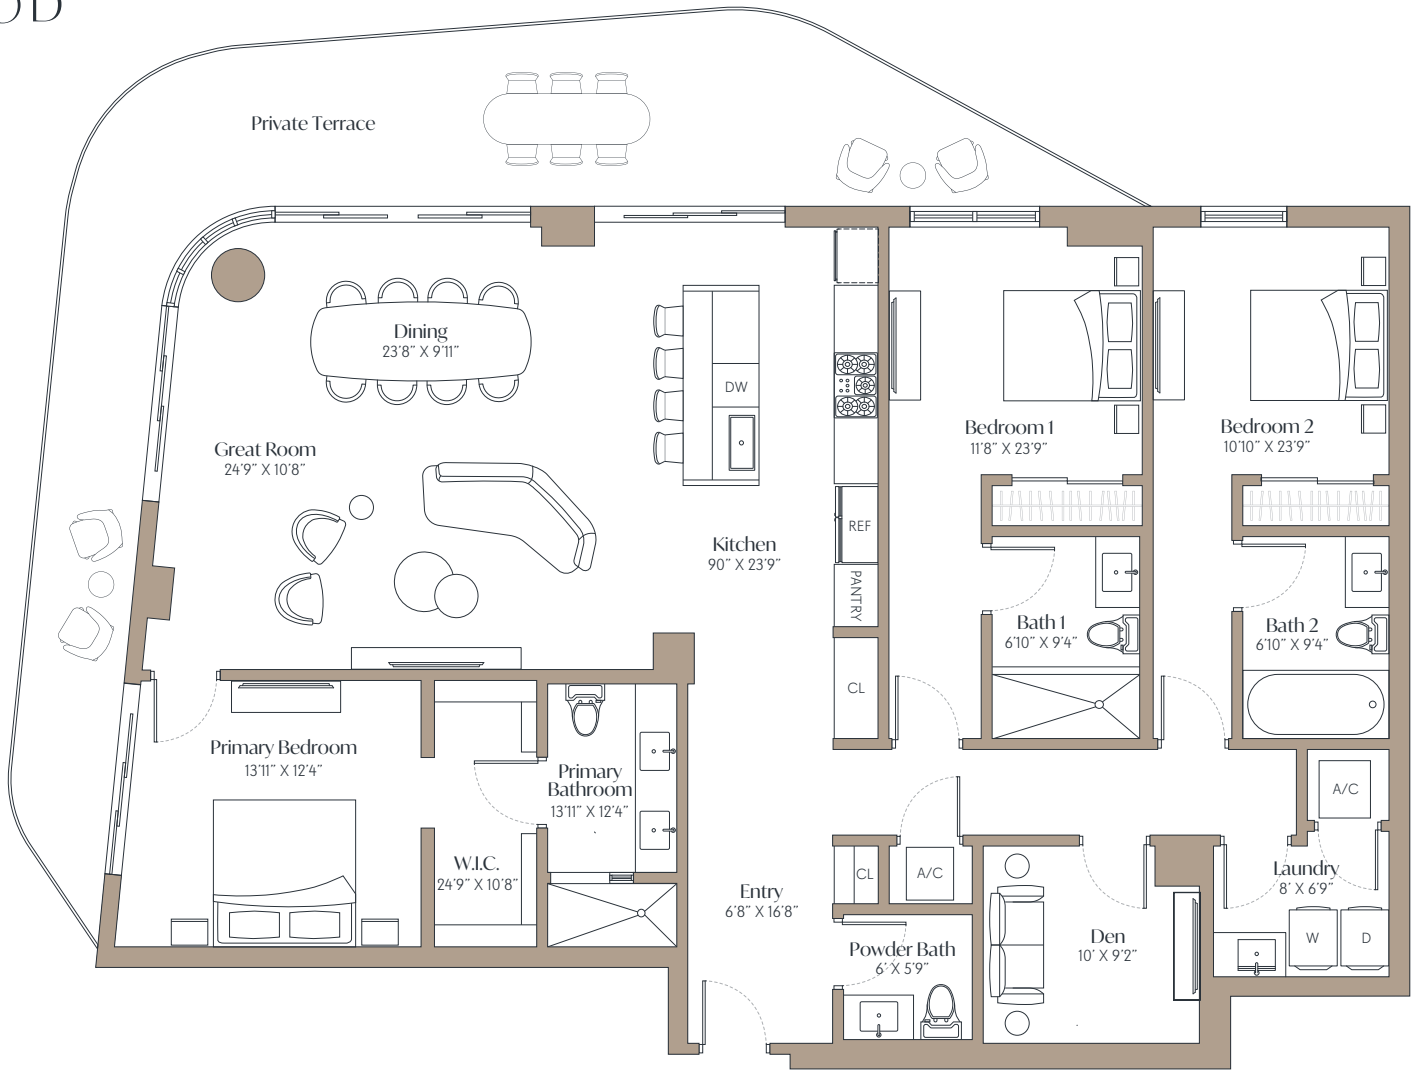 Private Terrace
Dining
23'8" X 9'11"
DW
Great Room
24'9" X 10'8"
Bedroom 1
11'8" X 23'9"
Bedroom 2
10'10" X 23'9"
REF
Kitchen
90" X 23'9"
PANTRY
Bath 1
6'10" X 9'4"
Bath 2
6'10" X 9'4"
CL
Primary Bedroom
13'11" X 12'4"
Primary
Bathroom
13'11" X 12'4"
A/C
W.I.C.
24'9" X 10'8"
Entry
6'8" X 16'8"
CL
A/C
Laundry
8' X 6'9"
Powder Bath
6' X 5'9"
Den
10' X 9'2"
W
D